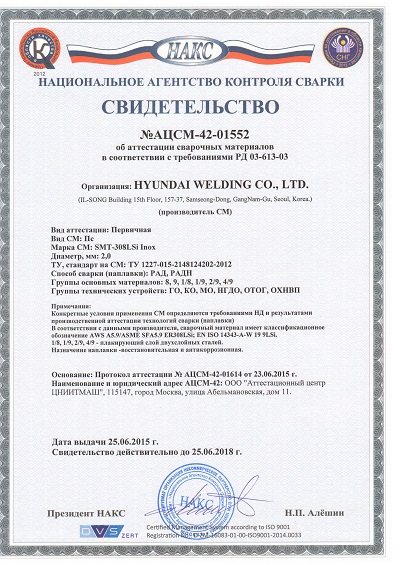 НАКС
2012
СНГ
НАЦИОНАЛЬНОЕ АГЕНТСТВО КОНТРОЛЯ СВАРКИ
СВИДЕТЕЛЬСТВО
№АЦСМ-42-01552
об аттестации сварочных материалов
в соответствии с требованиями РД 03-613-03
Организация: HYUNDAI WELDING CO., LTD.
(IL-SONG Building 15th Floor, 157-37, Samseong-Dong, GangNam-Gu, Seoul, Korea.)
(производитель СМ)
Вид аттестации: Первичная
Вид СМ: Пс
Марка СМ: SMT-308LSi Inox
Диаметр, мм: 2,0
ТУ, стандарт на СМ: ТУ 1227-015-2148124202-2012
Способ сварки (наплавки): РАД, РАДН
Группы основных материалов: 8, 9, 1/8, 1/9, 2/9, 4/9
Группы технических устройств: ГО, КО, МО, НГДО, ОТОГ, ОХНВП
Примечания:
Конкретные условия применения СМ определяются требованиями НД и результатами
производственной аттестации технологий сварки (наплавки)
В соответствии с данными производителя, сварочный материал имеет классификационное
обозначение AWS A5.9/ASME SFA5.9 ER308LSi; EN ISO 14343-A-W 19 9LSi.
1/8, 1/9, 2/9, 4/9 - плакирующий слой двухслойных сталей.
Назначение наплавки -восстановительная и антикоррозионная.
Основание: Протокол аттестации № АЦСМ-42-01614 от 23.06.2015 г.
Наименование и юридический адрес АЦСМ-42: ООО "Аттестационный центр
ЦНИИТМАШ", 115147, город Москва, улица Абельмановская, дом 11.
Дата выдачи 25.06.2015 г.
Свидетельство действительно до 25.06.2018 г.
Президент НАКС
Н.П. Алёшин
DVS ZERT
Certified Management System according to ISO 9001
Registration No.